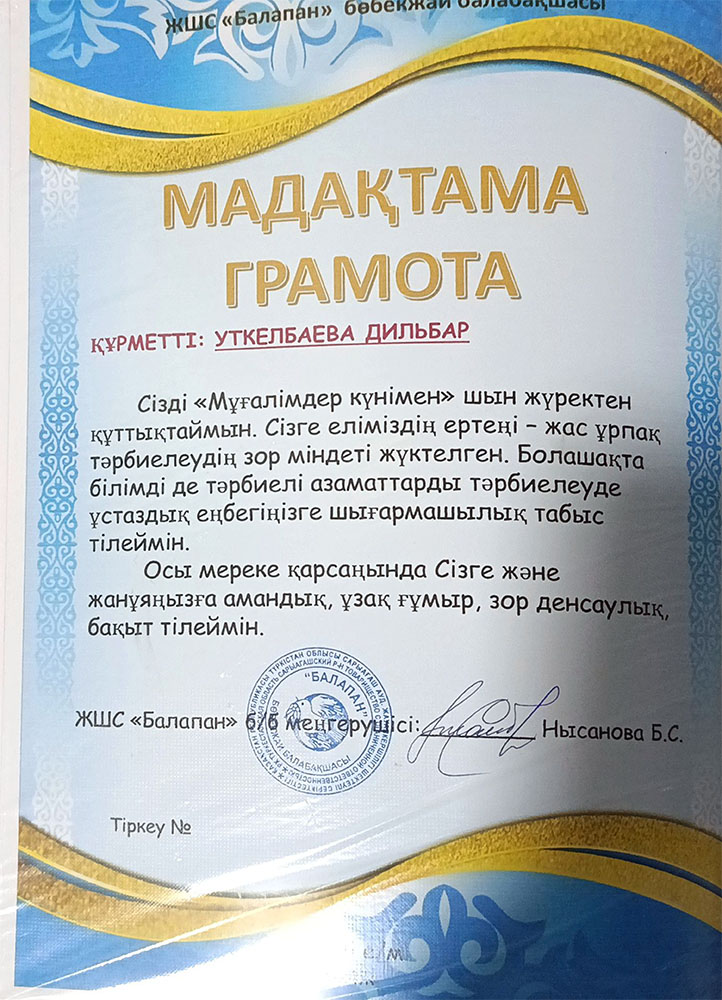 ЖШС «Балапан» бөбекжай балабақшасы
МАДАҚТАМА
ГРАМОТА
ҚҰРМЕТТІ: УТКЕЛБАЕВА ДИЛЬБАР
Сізді «Мұғалімдер күнімен» шын жүректен
құттықтаймын. Сізге еліміздің ертеңі – жас ұрпақ
тәрбиелеудің зор міндеті жүктелген. Болашақта
білімді де тәрбиелі азаматтарды тәрбиелеуде
ұстаздық еңбегіңізге шығармашылық табыс
тілеймін.
Осы мереке қарсаңында Сізге және
жанұяңызға амандық, ұзақ ғұмыр, зор денсаулық,
бақыт тілеймін.
"БАЛАПАН"
БӨБЕКЖАЙ БАЛАБАҚШАСЫ
ЖШС «Балапан» б/б меңгерушісі: Нысанова Б.С.
Тіркеу №